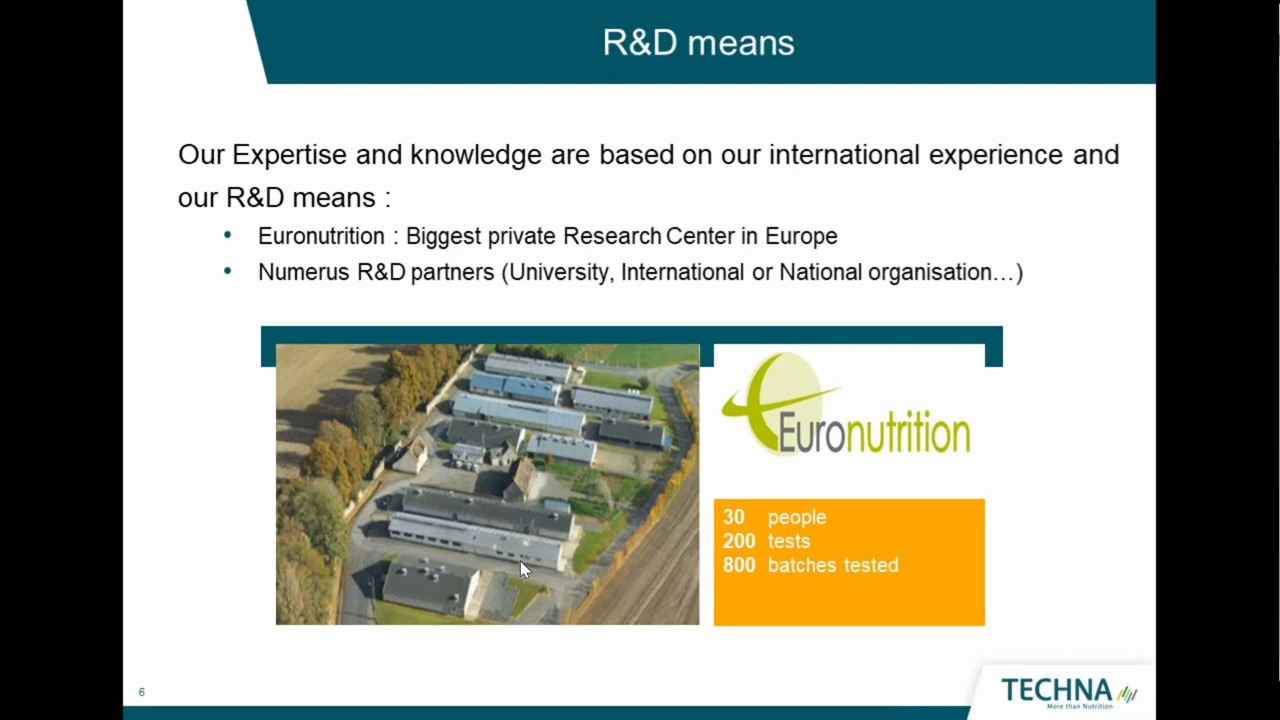 R&D means
Our Expertise and knowledge are based on our international experience and
our R&D means :
• Euronutrition : Biggest private Research Center in Europe
• Numerus R&D partners (University, International or National organisation…)
Euronutrition
30 people
200 tests
800 batches tested
6
TECHNA
More than Nutrition